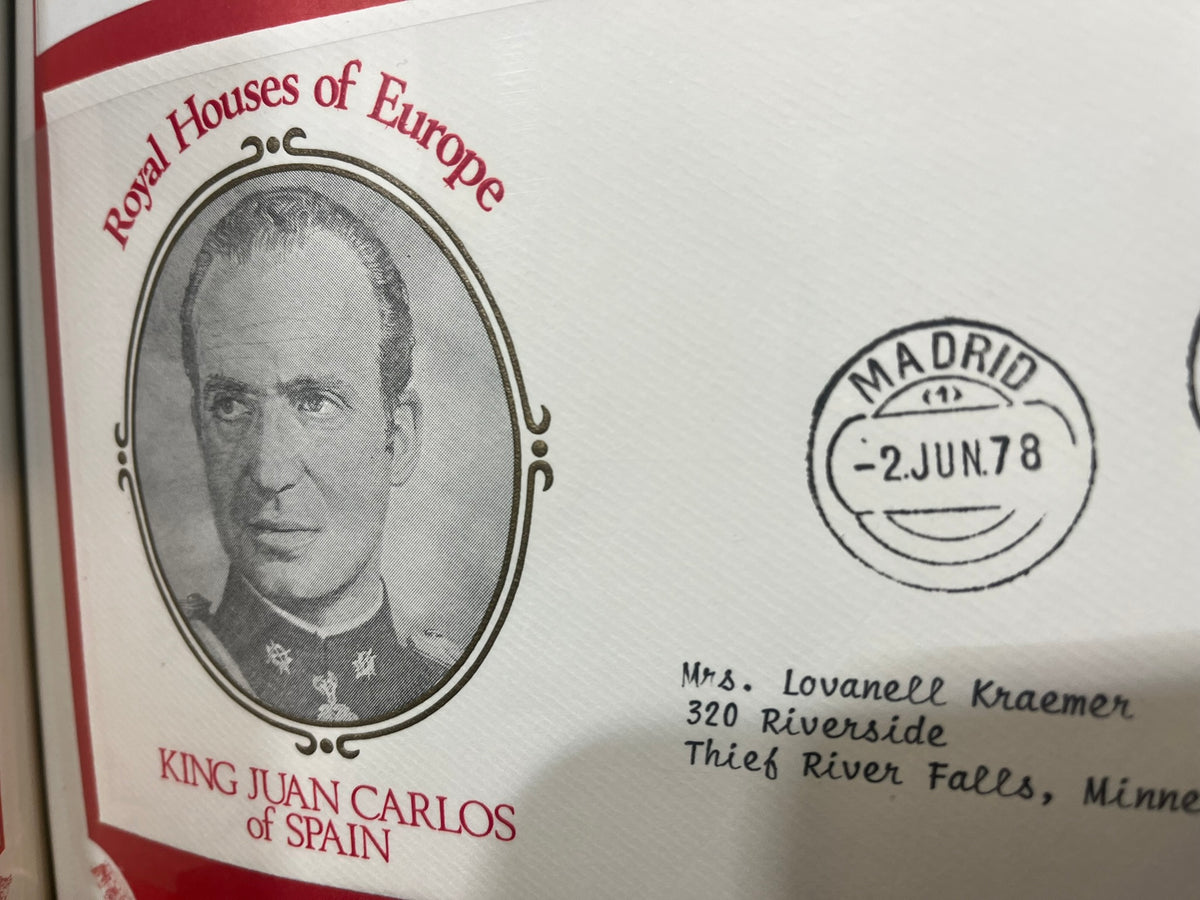 Royal Houses of Europe
KING JUAN CARLOS
of SPAIN
MADRID
(1)
-2.JUN.78
Mrs. Lovanell Kraemer
320 Riverside
Thief River Falls, Minne